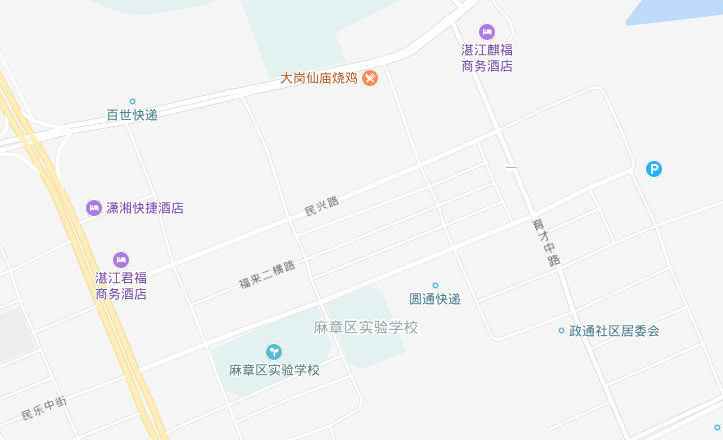 湛江麒福
商务酒店
大岗仙庙烧鸡
百世快递
P
潇湘快捷酒店
民兴路
育才中路
湛江君福
商务酒店
福来二横路
圆通快递
麻章区实验学校
政通社区居委会
麻章区实验学校
民乐中街